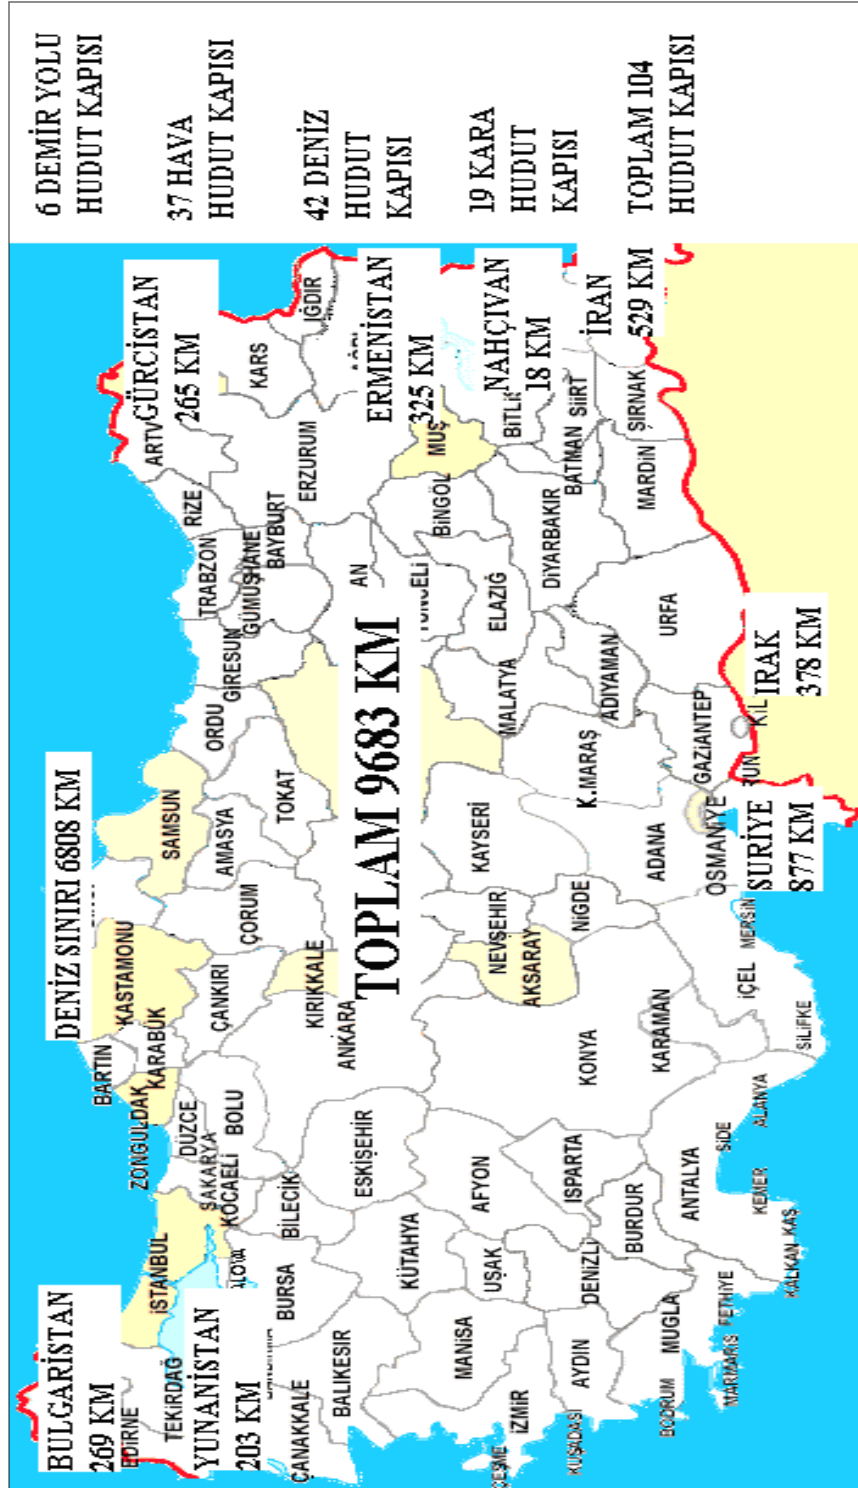 BULGARİSTAN
269 KM
YUNANİSTAN
203 KM
DENİZ SINIRI 6808 KM
GÜRCİSTAN
265 KM
ERMENİSTAN
325 KM
NAHÇIVAN
18 KM
İRAN
529 KM
IRAK
378 KM
SURİYE
877 KM
TOPLAM 9683 KM
6 DEMİR YOLU
HUDUT KAPISI
37 HAVA
HUDUT KAPISI
42 DENİZ
HUDUT
KAPISI
19 KARA
HUDUT
KAPISI
TOPLAM 104
HUDUT KAPISI
EDİRNE
TEKİRDAĞ
İSTANBUL
ÇANAKKALE
BALIKESİR
BURSA
KOCAELİ
SAKARYA
DÜZCE
ZONGULDAK
BARTIN
KARABÜK
KASTAMONU
BOLU
BİLECİK
ESKİŞEHİR
KÜTAHYA
MANİSA
UŞAK
AFYON
İZMİR
ÇEŞME
KUŞADASI
AYDIN
DENİZLİ
ISPARTA
BURDUR
MUĞLA
BODRUM
MARMARİS
FETHİYE
KALKAN
KAŞ
KEMER
ANTALYA
SİDE
ALANYA
KONYA
KARAMAN
SİLİFKE
İÇEL
MERSİN
ANKARA
ÇANKIRI
KIRIKKALE
ÇORUM
SAMSUN
AMASYA
TOKAT
ORDU
GİRESUN
TRABZON
GÜMUŞHANE
BAYBURT
RİZE
ARTV
KARS
IĞDIR
ERZURUM
AN
BİNGÖL
MUŞ
BİTLİ
ELAZIĞ
MALATYA
KAYSERİ
NEVŞEHİR
AKSARAY
NİGDE
ADANA
OSMANİYE
K.MARAŞ
ADIYAMAN
GAZİANTEP
KİL
URFA
DİYARBAKIR
BATMAN
SİİRT
MARDİN
ŞIRNAK